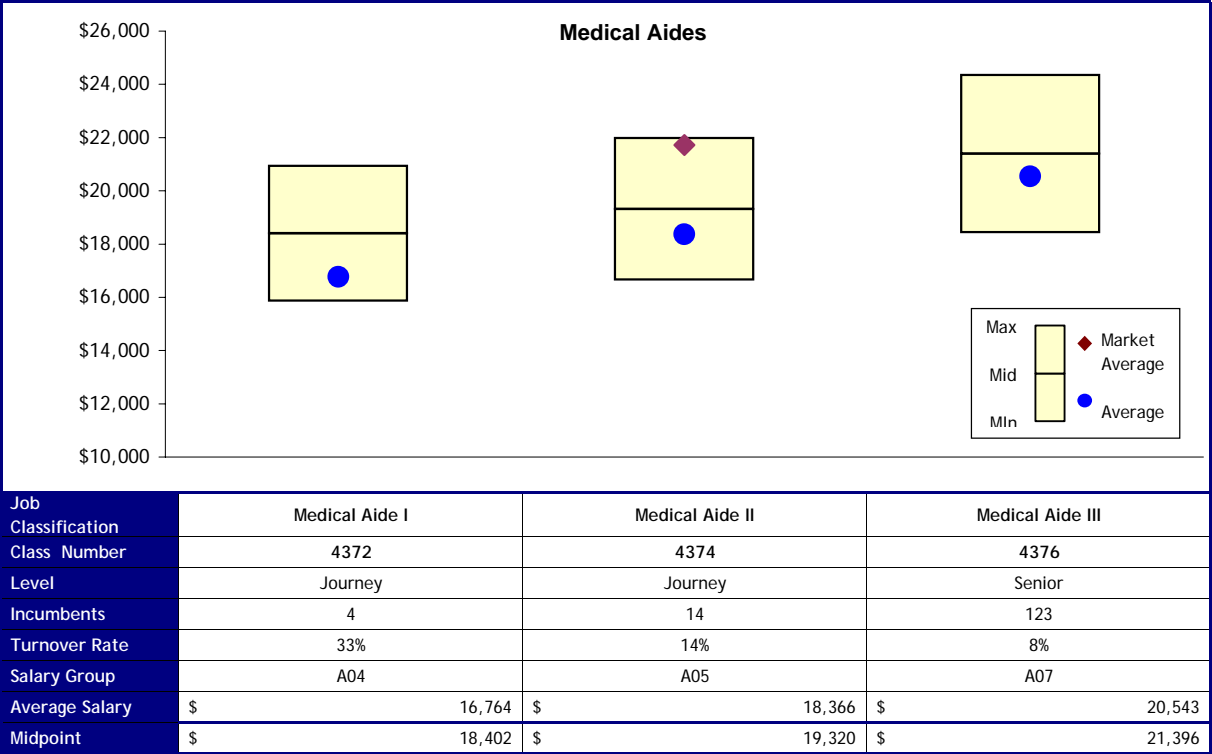 Medical Aides
$26,000
$24,000
$22,000
$20,000
$18,000
$16,000
$14,000
$12,000
$10,000
Max
Mid
MIn
Market
Average
Average
Job
Classification Medical Aide I Medical Aide II Medical Aide III
Class Number 4372 4374 4376
Level Journey Journey Senior
Incumbents 4 14 123
Turnover Rate 33% 14% 8%
Salary Group A04 A05 A07
Average Salary $ 16,764 $ 18,366 $ 20,543
Midpoint $ 18,402 $ 19,320 $ 21,396